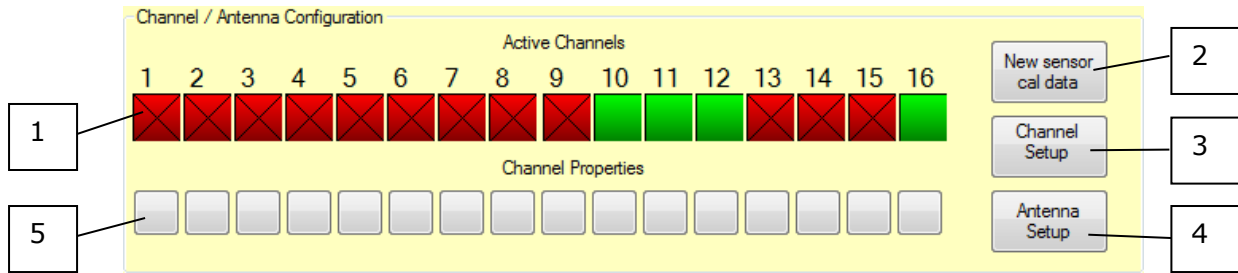 Channel / Antenna Configuration
Active Channels
1 2 3 4 5 6 7 8 9 10 11 12 13 14 15 16
Channel Properties
New sensor
cal data
Channel
Setup
Antenna
Setup
1
5
2
3
4